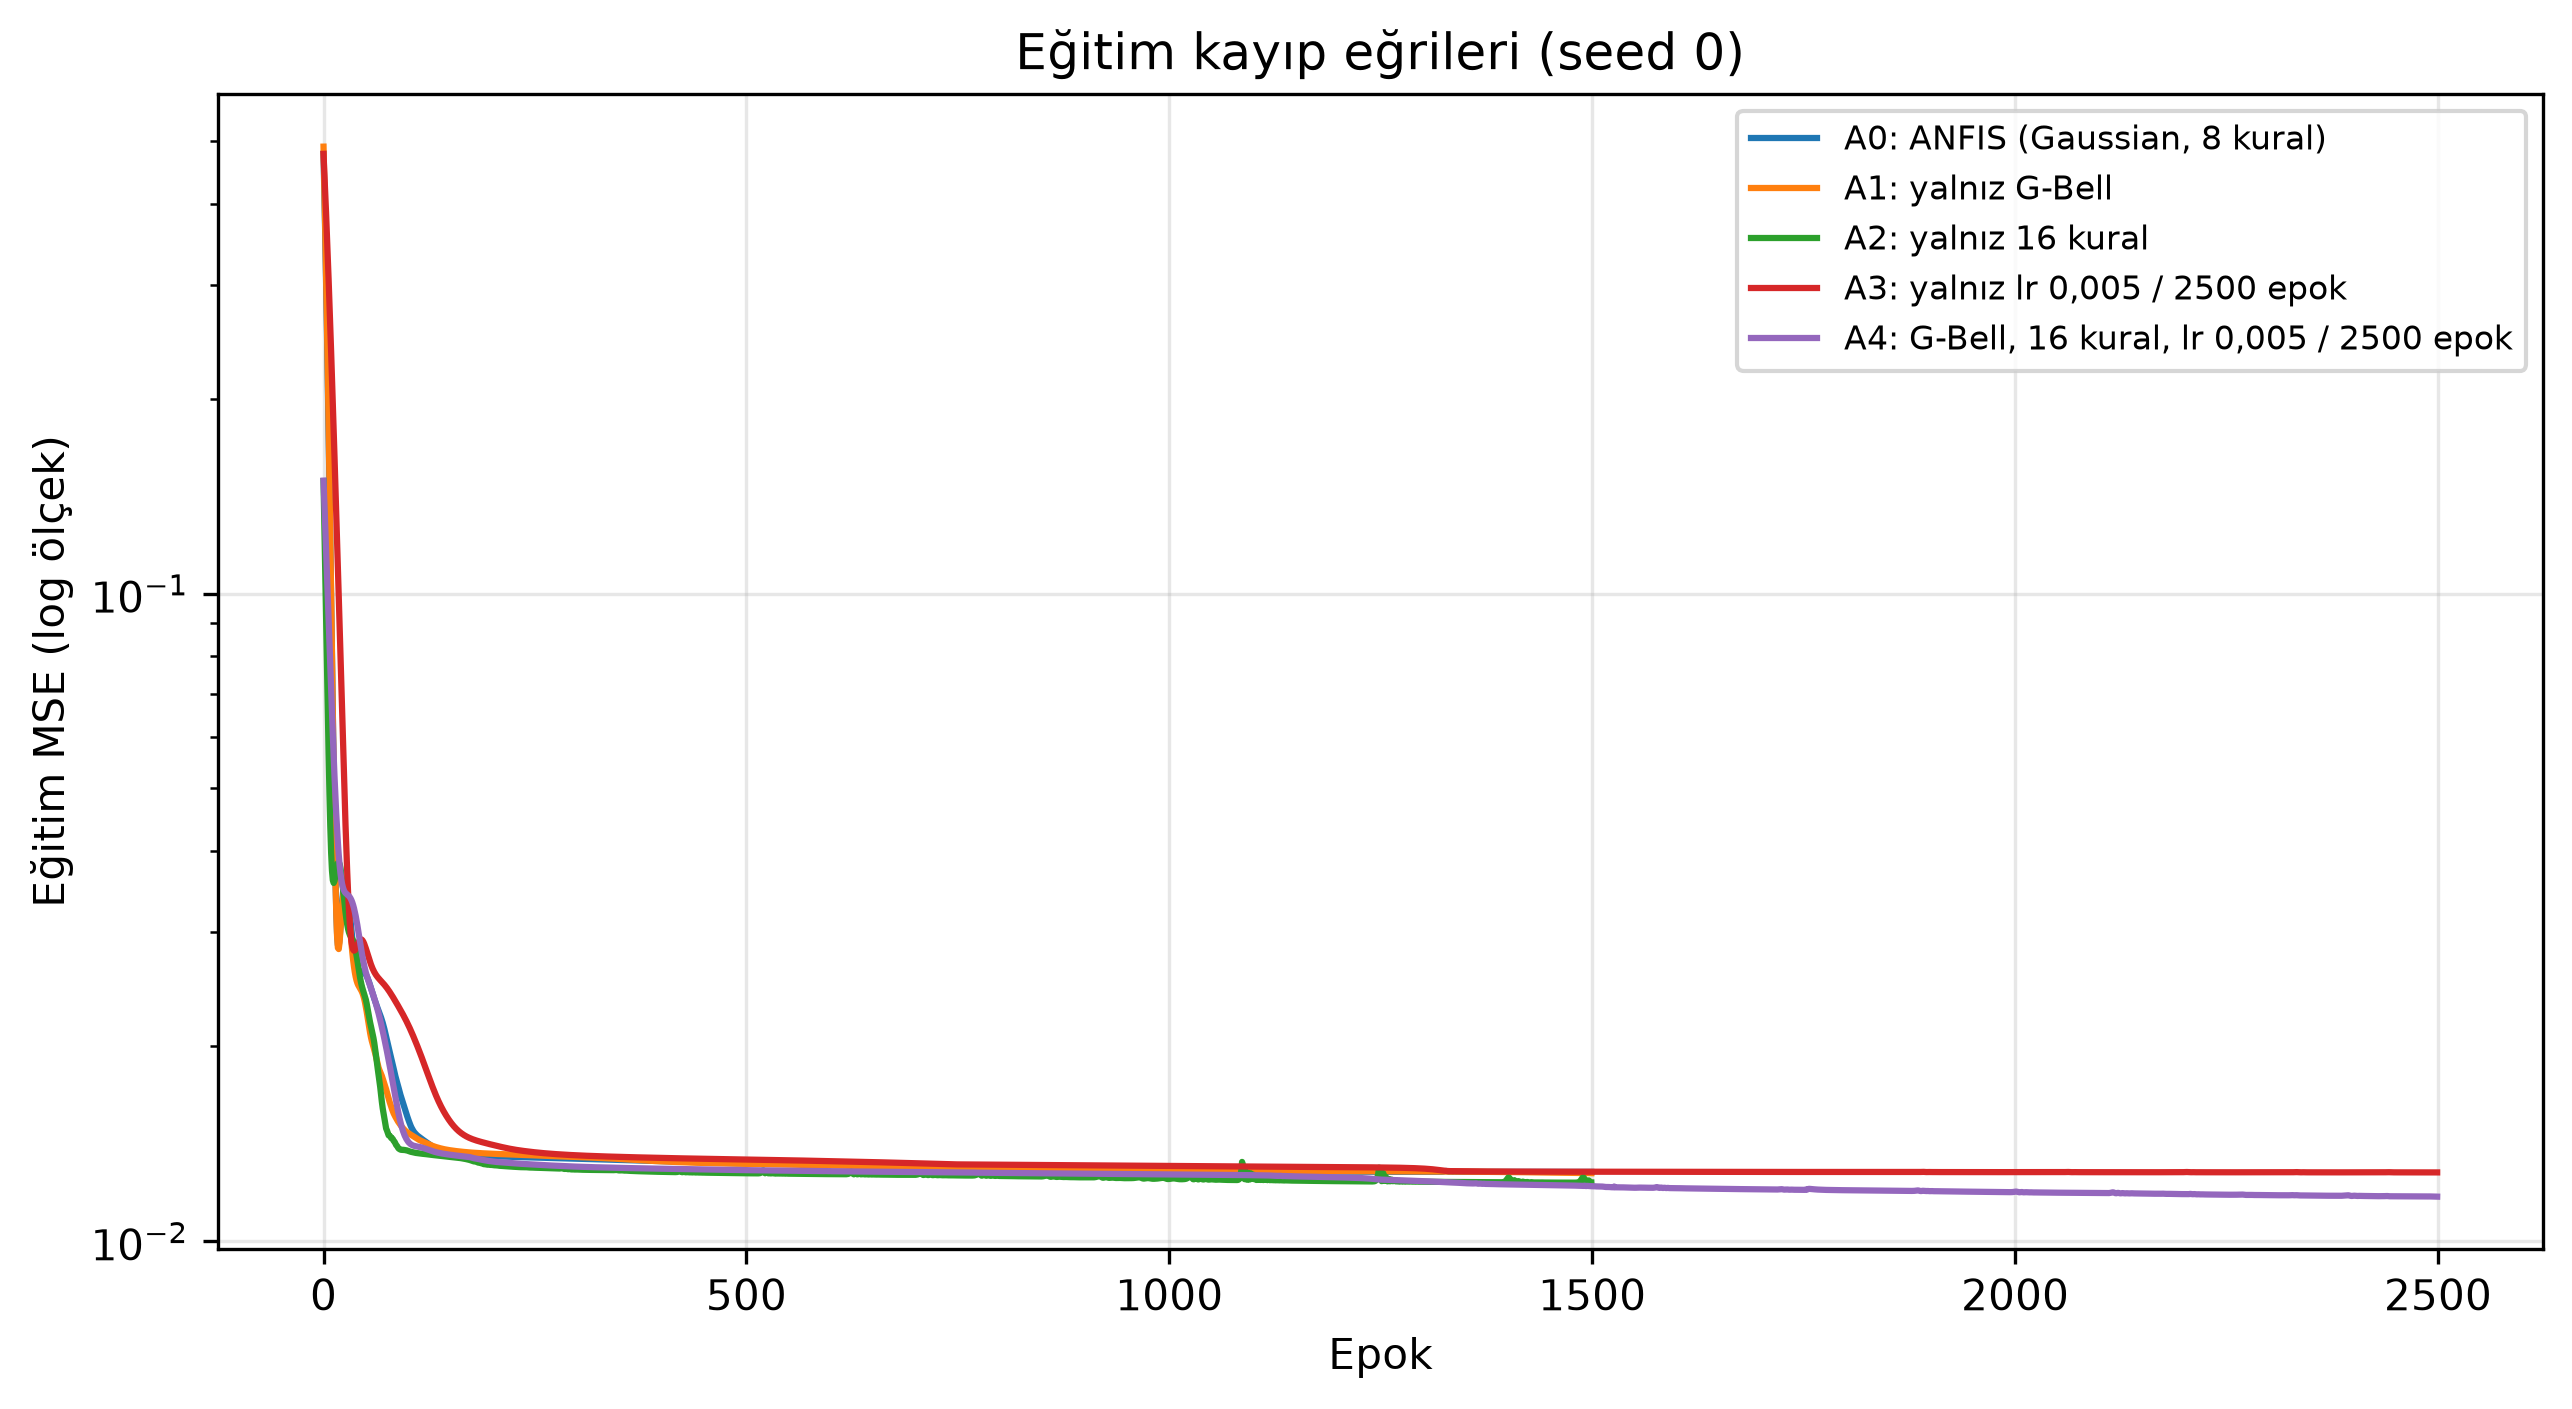 Eğitim kayıp eğrileri (seed 0)
A0: ANFIS (Gaussian, 8 kural)
A1: yalnız G-Bell
A2: yalnız 16 kural
A3: yalnız lr 0,005 / 2500 epok
A4: G-Bell, 16 kural, lr 0,005 / 2500 epok
Eğitim MSE (log ölçek)
10⁻¹
10⁻²
0 500 1000 1500 2000 2500
Epok